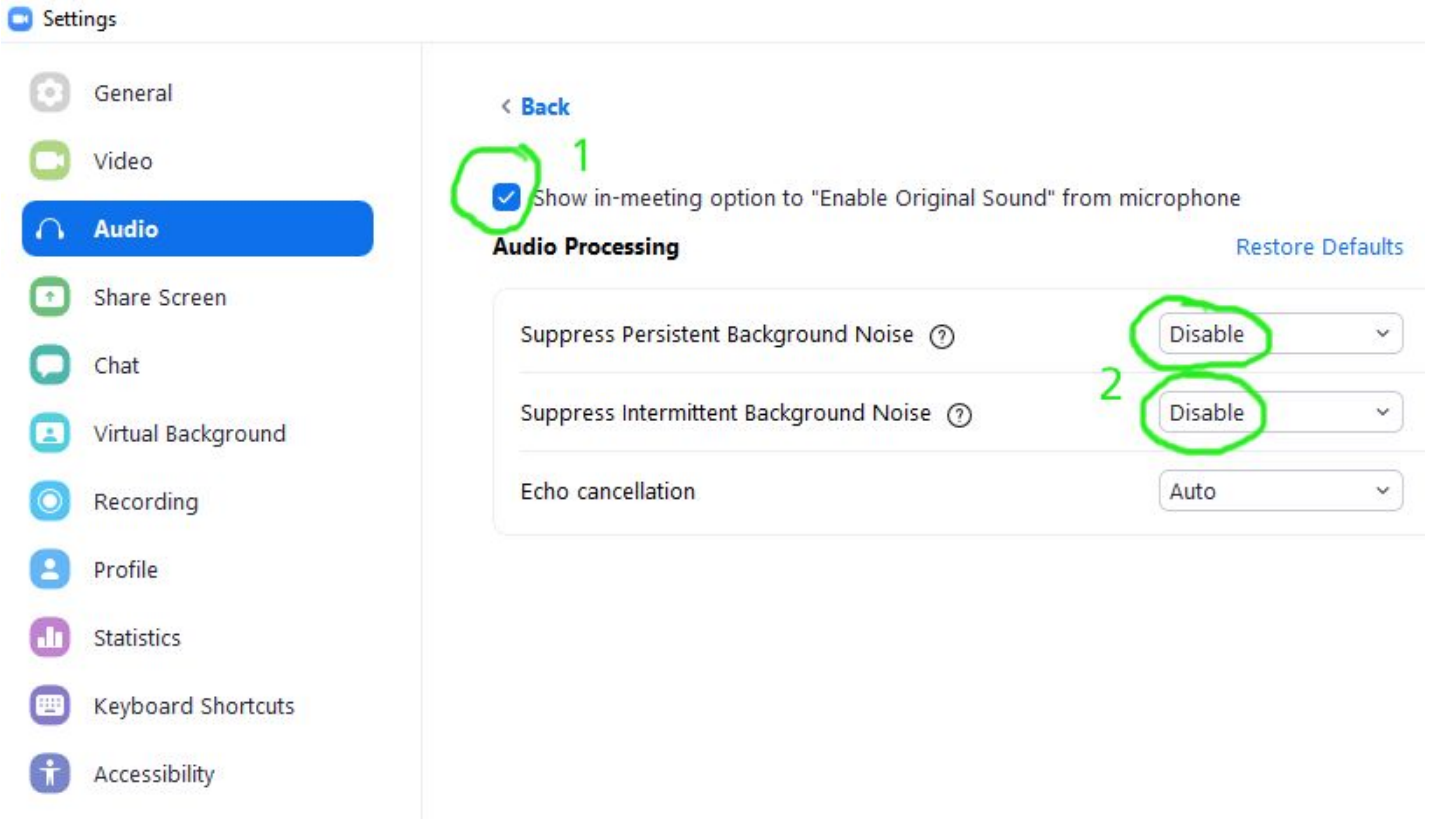 Settings
General
Video
Audio
Share Screen
Chat
Virtual Background
Recording
Profile
Statistics
Keyboard Shortcuts
Accessibility
< Back
1
Show in-meeting option to "Enable Original Sound" from microphone
Audio Processing Restore Defaults
Suppress Persistent Background Noise ? Disable
2
Suppress Intermittent Background Noise ? Disable
Echo cancellation Auto